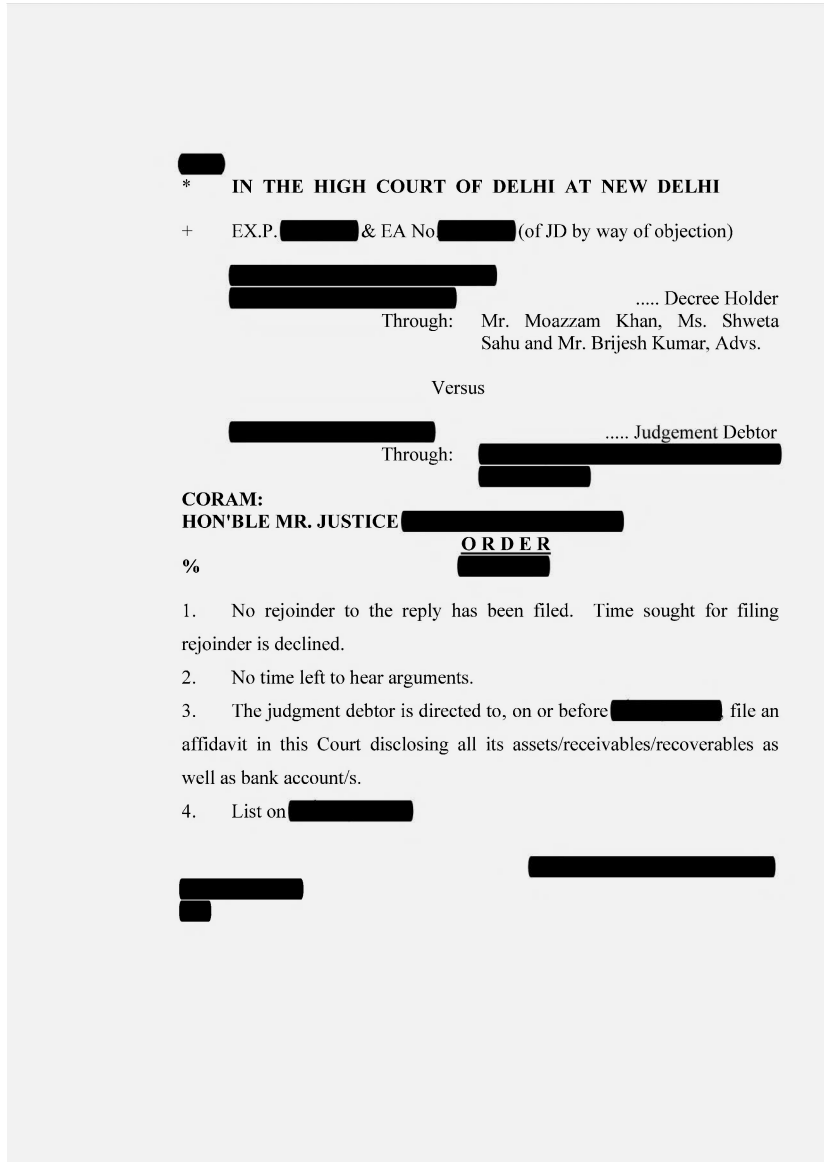 * IN THE HIGH COURT OF DELHI AT NEW DELHI
+ EX.P. & EA No. (of JD by way of objection)
..... Decree Holder
Through: Mr. Moazzam Khan, Ms. Shweta
Sahu and Mr. Brijesh Kumar, Advs.
Versus
..... Judgement Debtor
Through:
CORAM:
HON'BLE MR. JUSTICE
O R D E R
%
1. No rejoinder to the reply has been filed. Time sought for filing
rejoinder is declined.
2. No time left to hear arguments.
3. The judgment debtor is directed to, on or before , file an
affidavit in this Court disclosing all its assets/receivables/recoverables as
well as bank account/s.
4. List on